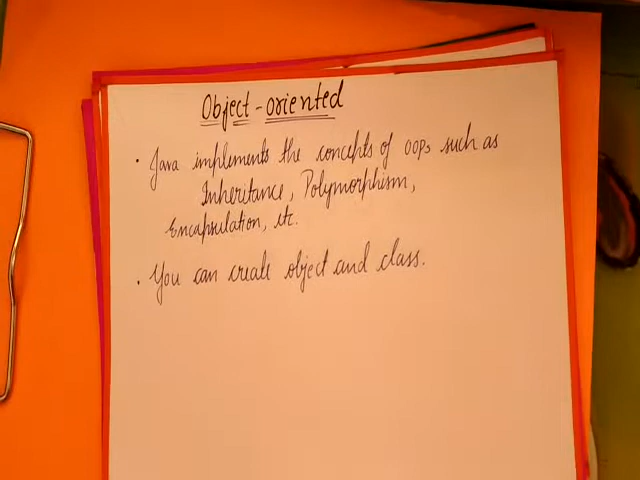 Object-oriented
· Java implements the concepts of OOPs such as
Inheritance, Polymorphism,
Encapsulation, etc.
· You can create object and class.